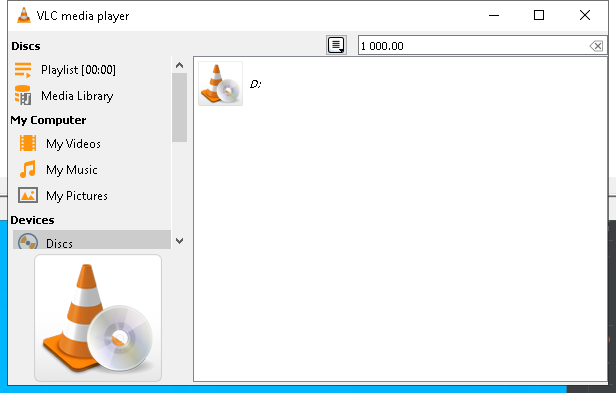 VLC media player
Discs
1 000.00
Playlist [00:00]
Media Library
My Computer
My Videos
My Music
My Pictures
Devices
Discs
D: